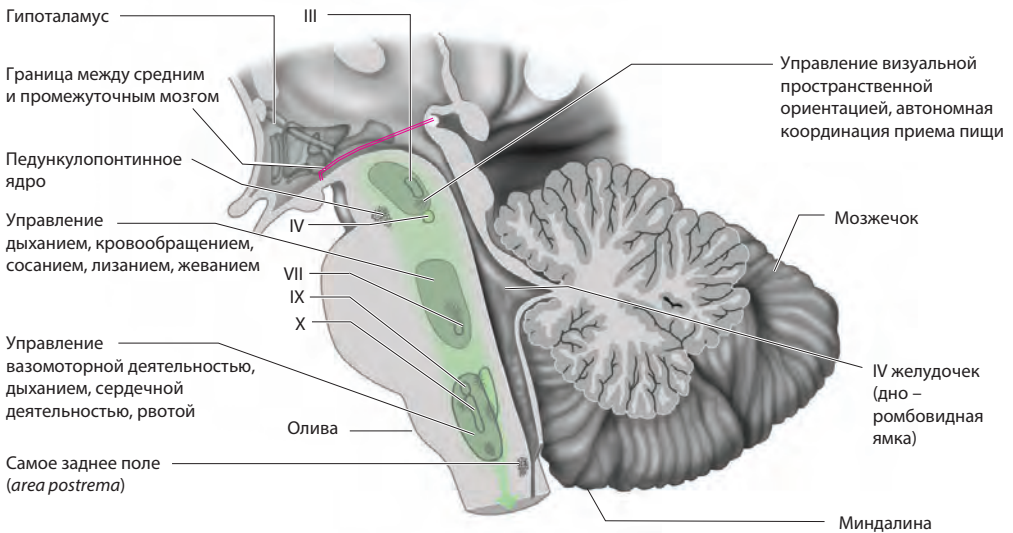 Гипоталамус
III
Граница между средним
и промежуточным мозгом
Управление визуальной
пространственной
ориентацией, автономная
координация приема пищи
Педункулопонтинное
ядро
IV
Управление
дыханием, кровообращением,
сосанием, лизанием, жеванием
Мозжечок
VII
IX
X
Управление
вазомоторной деятельностью,
дыханием, сердечной
деятельностью, рвотой
IV желудочек
(дно –
ромбовидная
ямка)
Олива
Самое заднее поле
(area postrema)
Миндалина